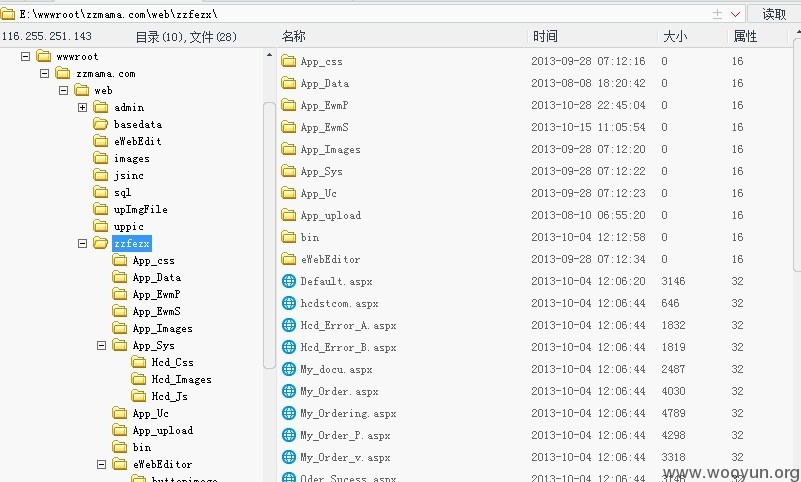 E:\wwwroot\zzmama.com\web\zzfezx\ 读取
116.255.251.143 目录(10),文件(28) 名称 时间 大小 属性
wwwroot
zzmama.com
web
admin
basedata
eWebEdit
images
jsinc
sql
upImgFile
uppic
zzfezx
App_css
App_Data
App_EwmP
App_EwmS
App_Images
App_Sys
Hcd_Css
Hcd_Images
Hcd_Js
App_Uc
App_upload
bin
eWebEditor
buttonimage
App_css 2013-09-28 07:12:16 0 16
App_Data 2013-08-08 18:20:42 0 16
App_EwmP 2013-10-28 22:45:04 0 16
App_EwmS 2013-10-15 11:05:54 0 16
App_Images 2013-09-28 07:12:20 0 16
App_Sys 2013-09-28 07:12:22 0 16
App_Uc 2013-09-28 07:12:23 0 16
App_upload 2013-08-10 06:55:20 0 16
bin 2013-10-04 12:12:58 0 16
eWebEditor 2013-09-28 07:12:34 0 16
Default.aspx 2013-10-04 12:06:20 3146 32
hcdstcom.aspx 2013-10-04 12:06:44 646 32
Hcd_Error_A.aspx 2013-10-04 12:06:44 1832 32
Hcd_Error_B.aspx 2013-10-04 12:06:44 1819 32
My_docu.aspx 2013-10-04 12:06:44 2487 32
My_Order.aspx 2013-10-04 12:06:44 4030 32
My_Ordering.aspx 2013-10-04 12:06:44 4789 32
My_Order_P.aspx 2013-10-04 12:06:44 4298 32
My_Order_v.aspx 2013-10-04 12:06:44 3318 32
Oder_Sucess.aspx 2013-10-04 12:06:44
www.wooyun.org